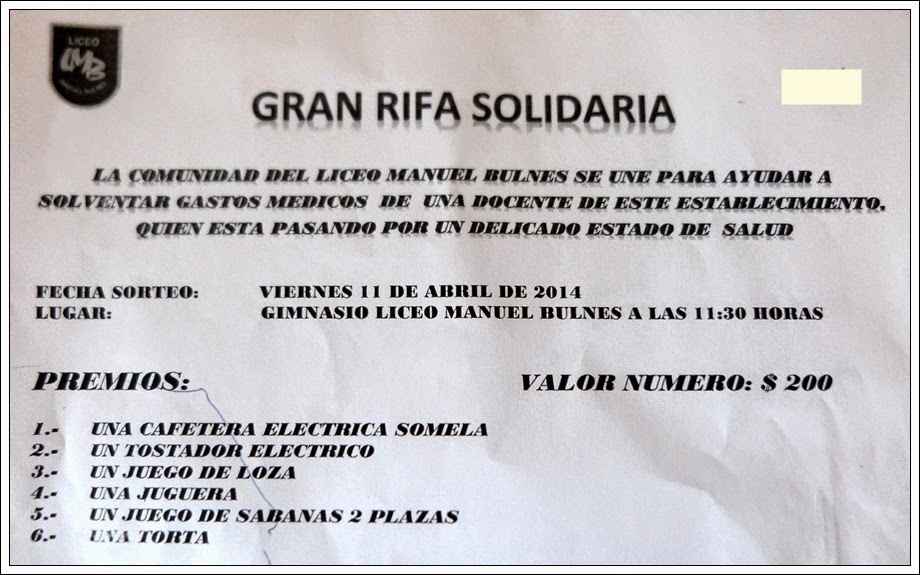 LICEO
LMB
MANUEL BULNES
GRAN RIFA SOLIDARIA
LA COMUNIDAD DEL LICEO MANUEL BULNES SE UNE PARA AYUDAR A
SOLVENTAR GASTOS MEDICOS DE UNA DOCENTE DE ESTE ESTABLECIMIENTO.
QUIEN ESTA PASANDO POR UN DELICADO ESTADO DE SALUD
FECHA SORTEO: VIERNES 11 DE ABRIL DE 2014
LUGAR: GIMNASIO LICEO MANUEL BULNES A LAS 11:30 HORAS
PREMIOS: VALOR NUMERO: $ 200
1.- UNA CAFETERA ELECTRICA SOMELA
2.- UN TOSTADOR ELECTRICO
3.- UN JUEGO DE LOZA
4.- UNA JUGUERA
5.- UN JUEGO DE SABANAS 2 PLAZAS
6.- UNA TORTA